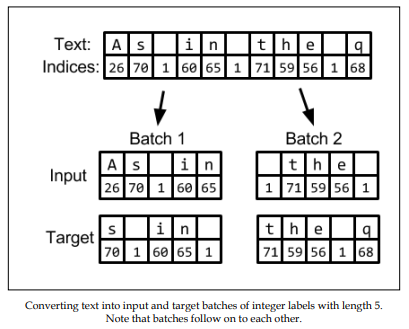 Text: A s i n t h e q
Indices: 26 70 1 60 65 1 71 59 56 1 68
Batch 1 Batch 2
Input A s i n t h e
26 70 1 60 65 1 71 59 56 1
Target s i n t h e q
70 1 60 65 1 71 59 56 1 68
Converting text into input and target batches of integer labels with length 5.
Note that batches follow on to each other.